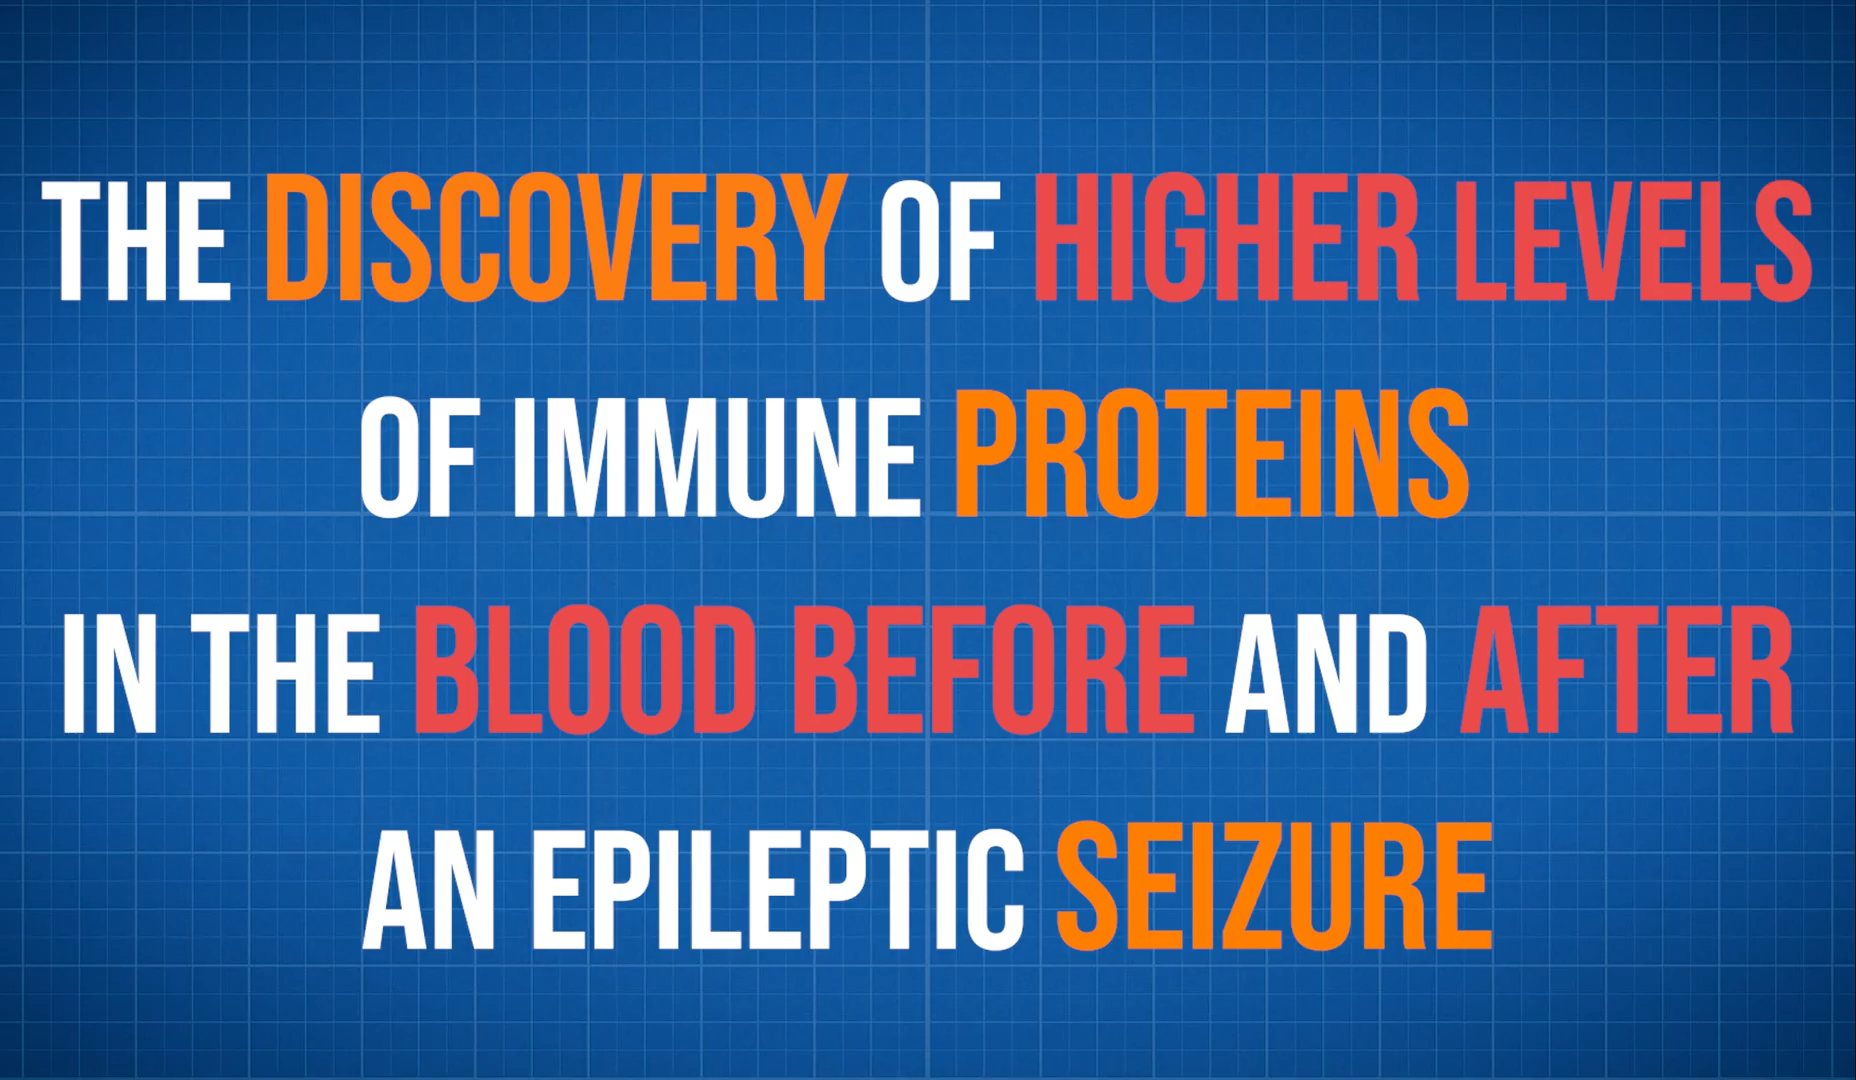 THE DISCOVERY OF HIGHER LEVELS
OF IMMUNE PROTEINS
IN THE BLOOD BEFORE AND AFTER
AN EPILEPTIC SEIZURE